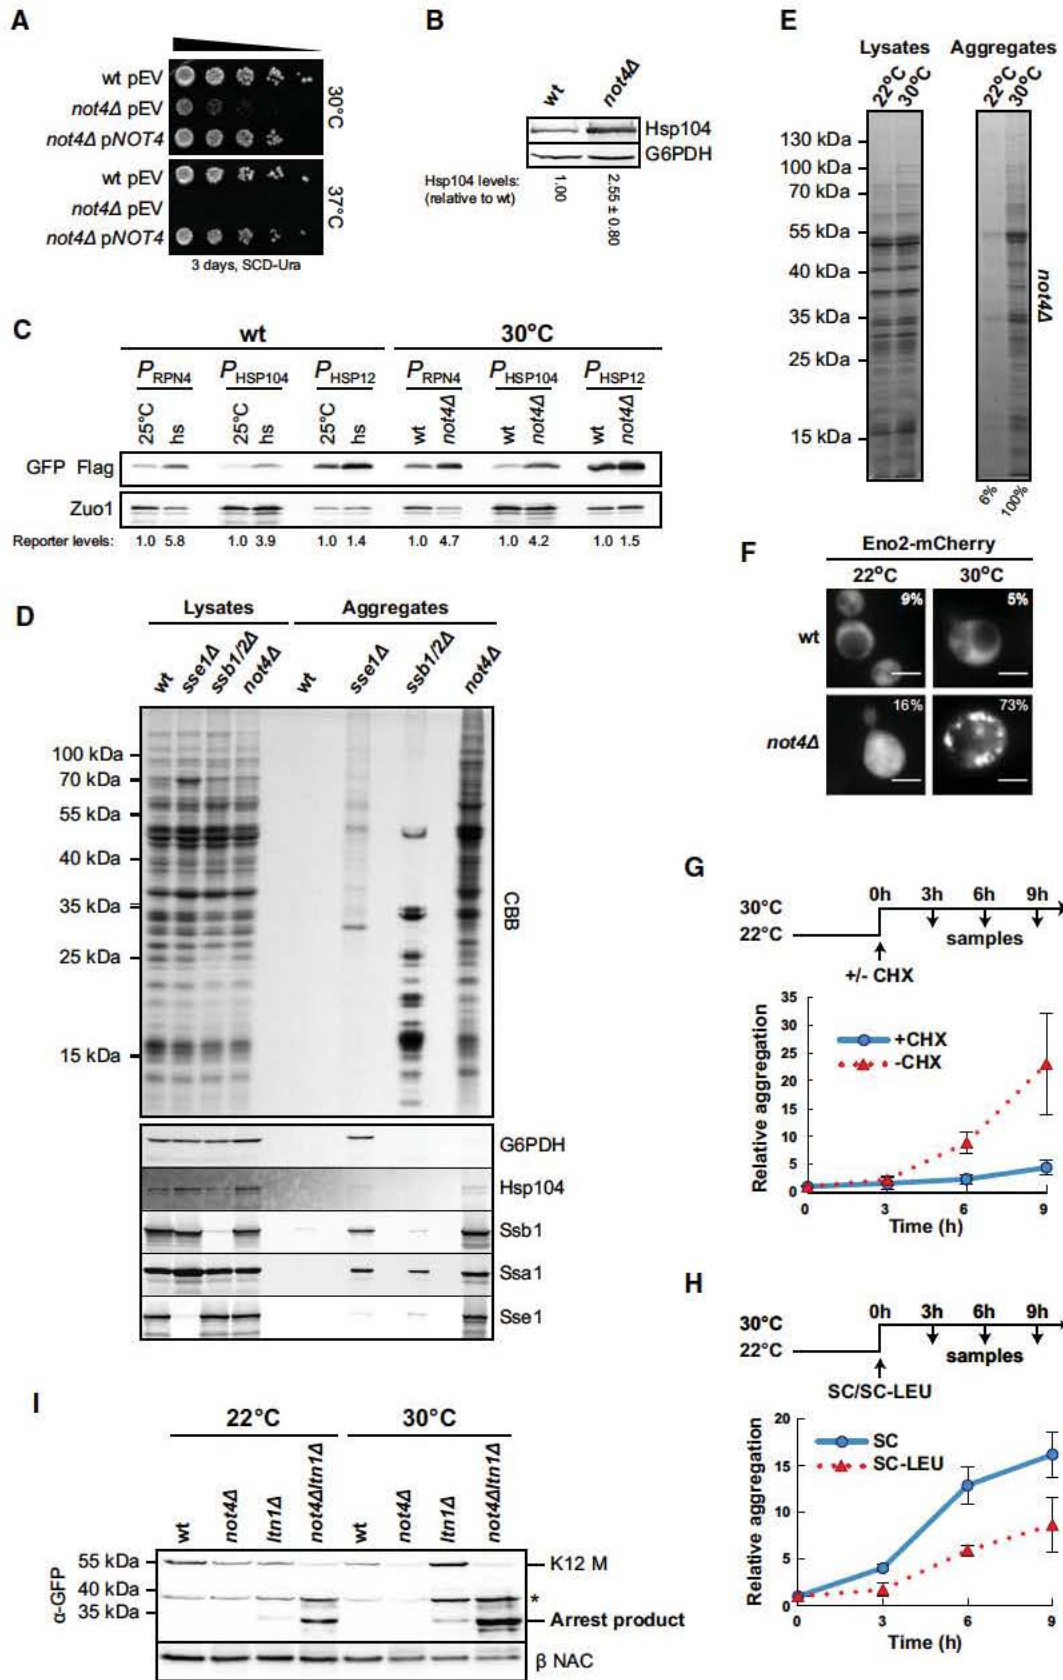 A
wt pEV
not4Δ pEV
not4Δ pNOT4
30°C
wt pEV
not4Δ pEV
not4Δ pNOT4
37°C
3 days, SCD-Ura
B
wt
not4Δ
Hsp104
G6PDH
Hsp104 levels:
(relative to wt)
1.00
2.55 ± 0.80
C
wt
30°C
PRPN4
PHSP104
PHSP12
PRPN4
PHSP104
PHSP12
25°C
hs
25°C
hs
25°C
hs
wt
not4Δ
wt
not4Δ
wt
not4Δ
GFP Flag
Zuo1
Reporter levels: 1.0 5.8 1.0 3.9 1.0 1.4 1.0 4.7 1.0 4.2 1.0 1.5
D
Lysates
Aggregates
wt
sse1Δ
ssb1/2Δ
not4Δ
wt
sse1Δ
ssb1/2Δ
not4Δ
100 kDa
70 kDa
55 kDa
40 kDa
35 kDa
25 kDa
15 kDa
CBB
G6PDH
Hsp104
Ssb1
Ssa1
Sse1
E
Lysates
Aggregates
22°C
30°C
22°C
30°C
130 kDa
100 kDa
70 kDa
55 kDa
40 kDa
35 kDa
25 kDa
15 kDa
not4Δ
6%
100%
F
Eno2-mCherry
22°C
30°C
wt
9%
5%
not4Δ
16%
73%
G
0h 3h 6h 9h
30°C
22°C
samples
+/- CHX
Relative aggregation
35
30
25
20
15
10
5
0
+CHX
-CHX
0 3 6 9
Time (h)
H
0h 3h 6h 9h
30°C
22°C
samples
SC/SC-LEU
Relative aggregation
20
15
10
5
0
SC
SC-LEU
0 3 6 9
Time (h)
I
22°C
30°C
wt
not4Δ
ltn1Δ
not4Δltn1Δ
wt
not4Δ
ltn1Δ
not4Δltn1Δ
α-GFP
55 kDa
40 kDa
35 kDa
K12 M
*
Arrest product
β NAC